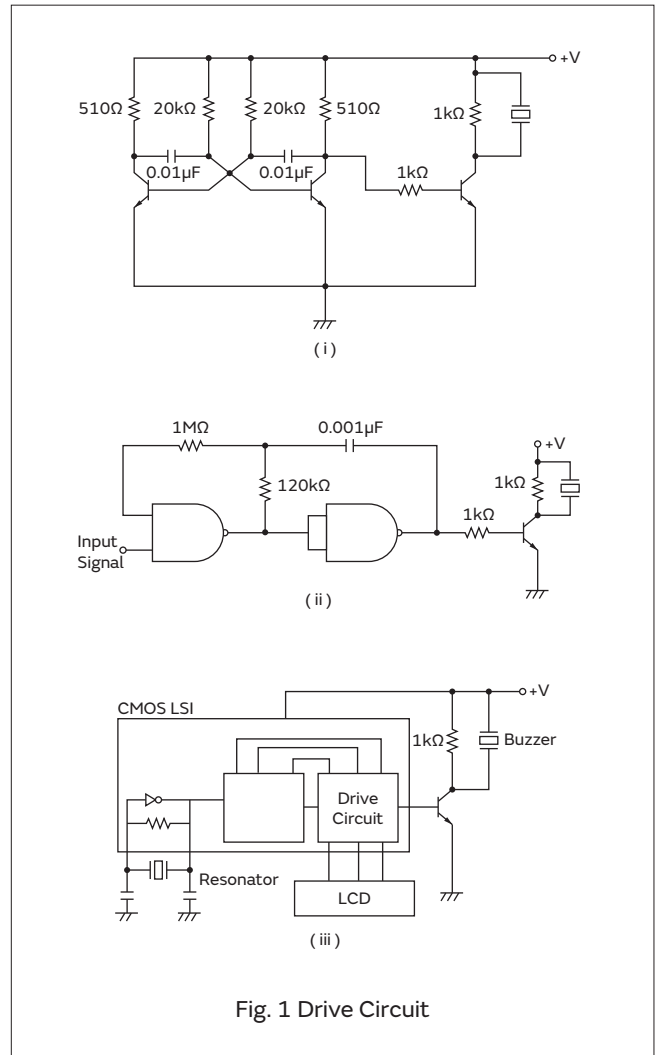 +V
510Ω 20kΩ 20kΩ 510Ω 1kΩ
0.01µF 0.01µF 1kΩ
( i )
1MΩ 0.001µF
+V
120kΩ 1kΩ
1kΩ
Input
Signal
( ii )
+V
CMOS LSI
1kΩ Buzzer
Drive
Circuit
Resonator
LCD
( iii )
Fig. 1 Drive Circuit